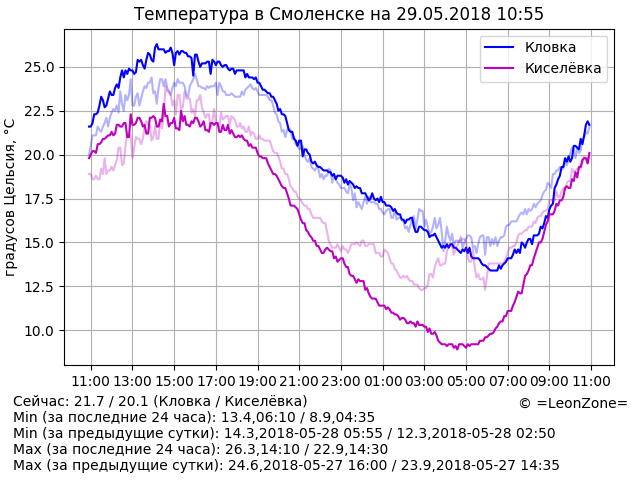 Температура в Смоленске на 29.05.2018 10:55
Кловка
Киселёвка
градусов Цельсия, °C
25.0
22.5
20.0
17.5
15.0
12.5
10.0
11:00 13:00 15:00 17:00 19:00 21:00 23:00 01:00 03:00 05:00 07:00 09:00 11:00
© =LeonZone=
Сейчас: 21.7 / 20.1 (Кловка / Киселёвка)
Min (за последние 24 часа): 13.4,06:10 / 8.9,04:35
Min (за предыдущие сутки): 14.3,2018-05-28 05:55 / 12.3,2018-05-28 02:50
Max (за последние 24 часа): 26.3,14:10 / 22.9,14:30
Max (за предыдущие сутки): 24.6,2018-05-27 16:00 / 23.9,2018-05-27 14:35